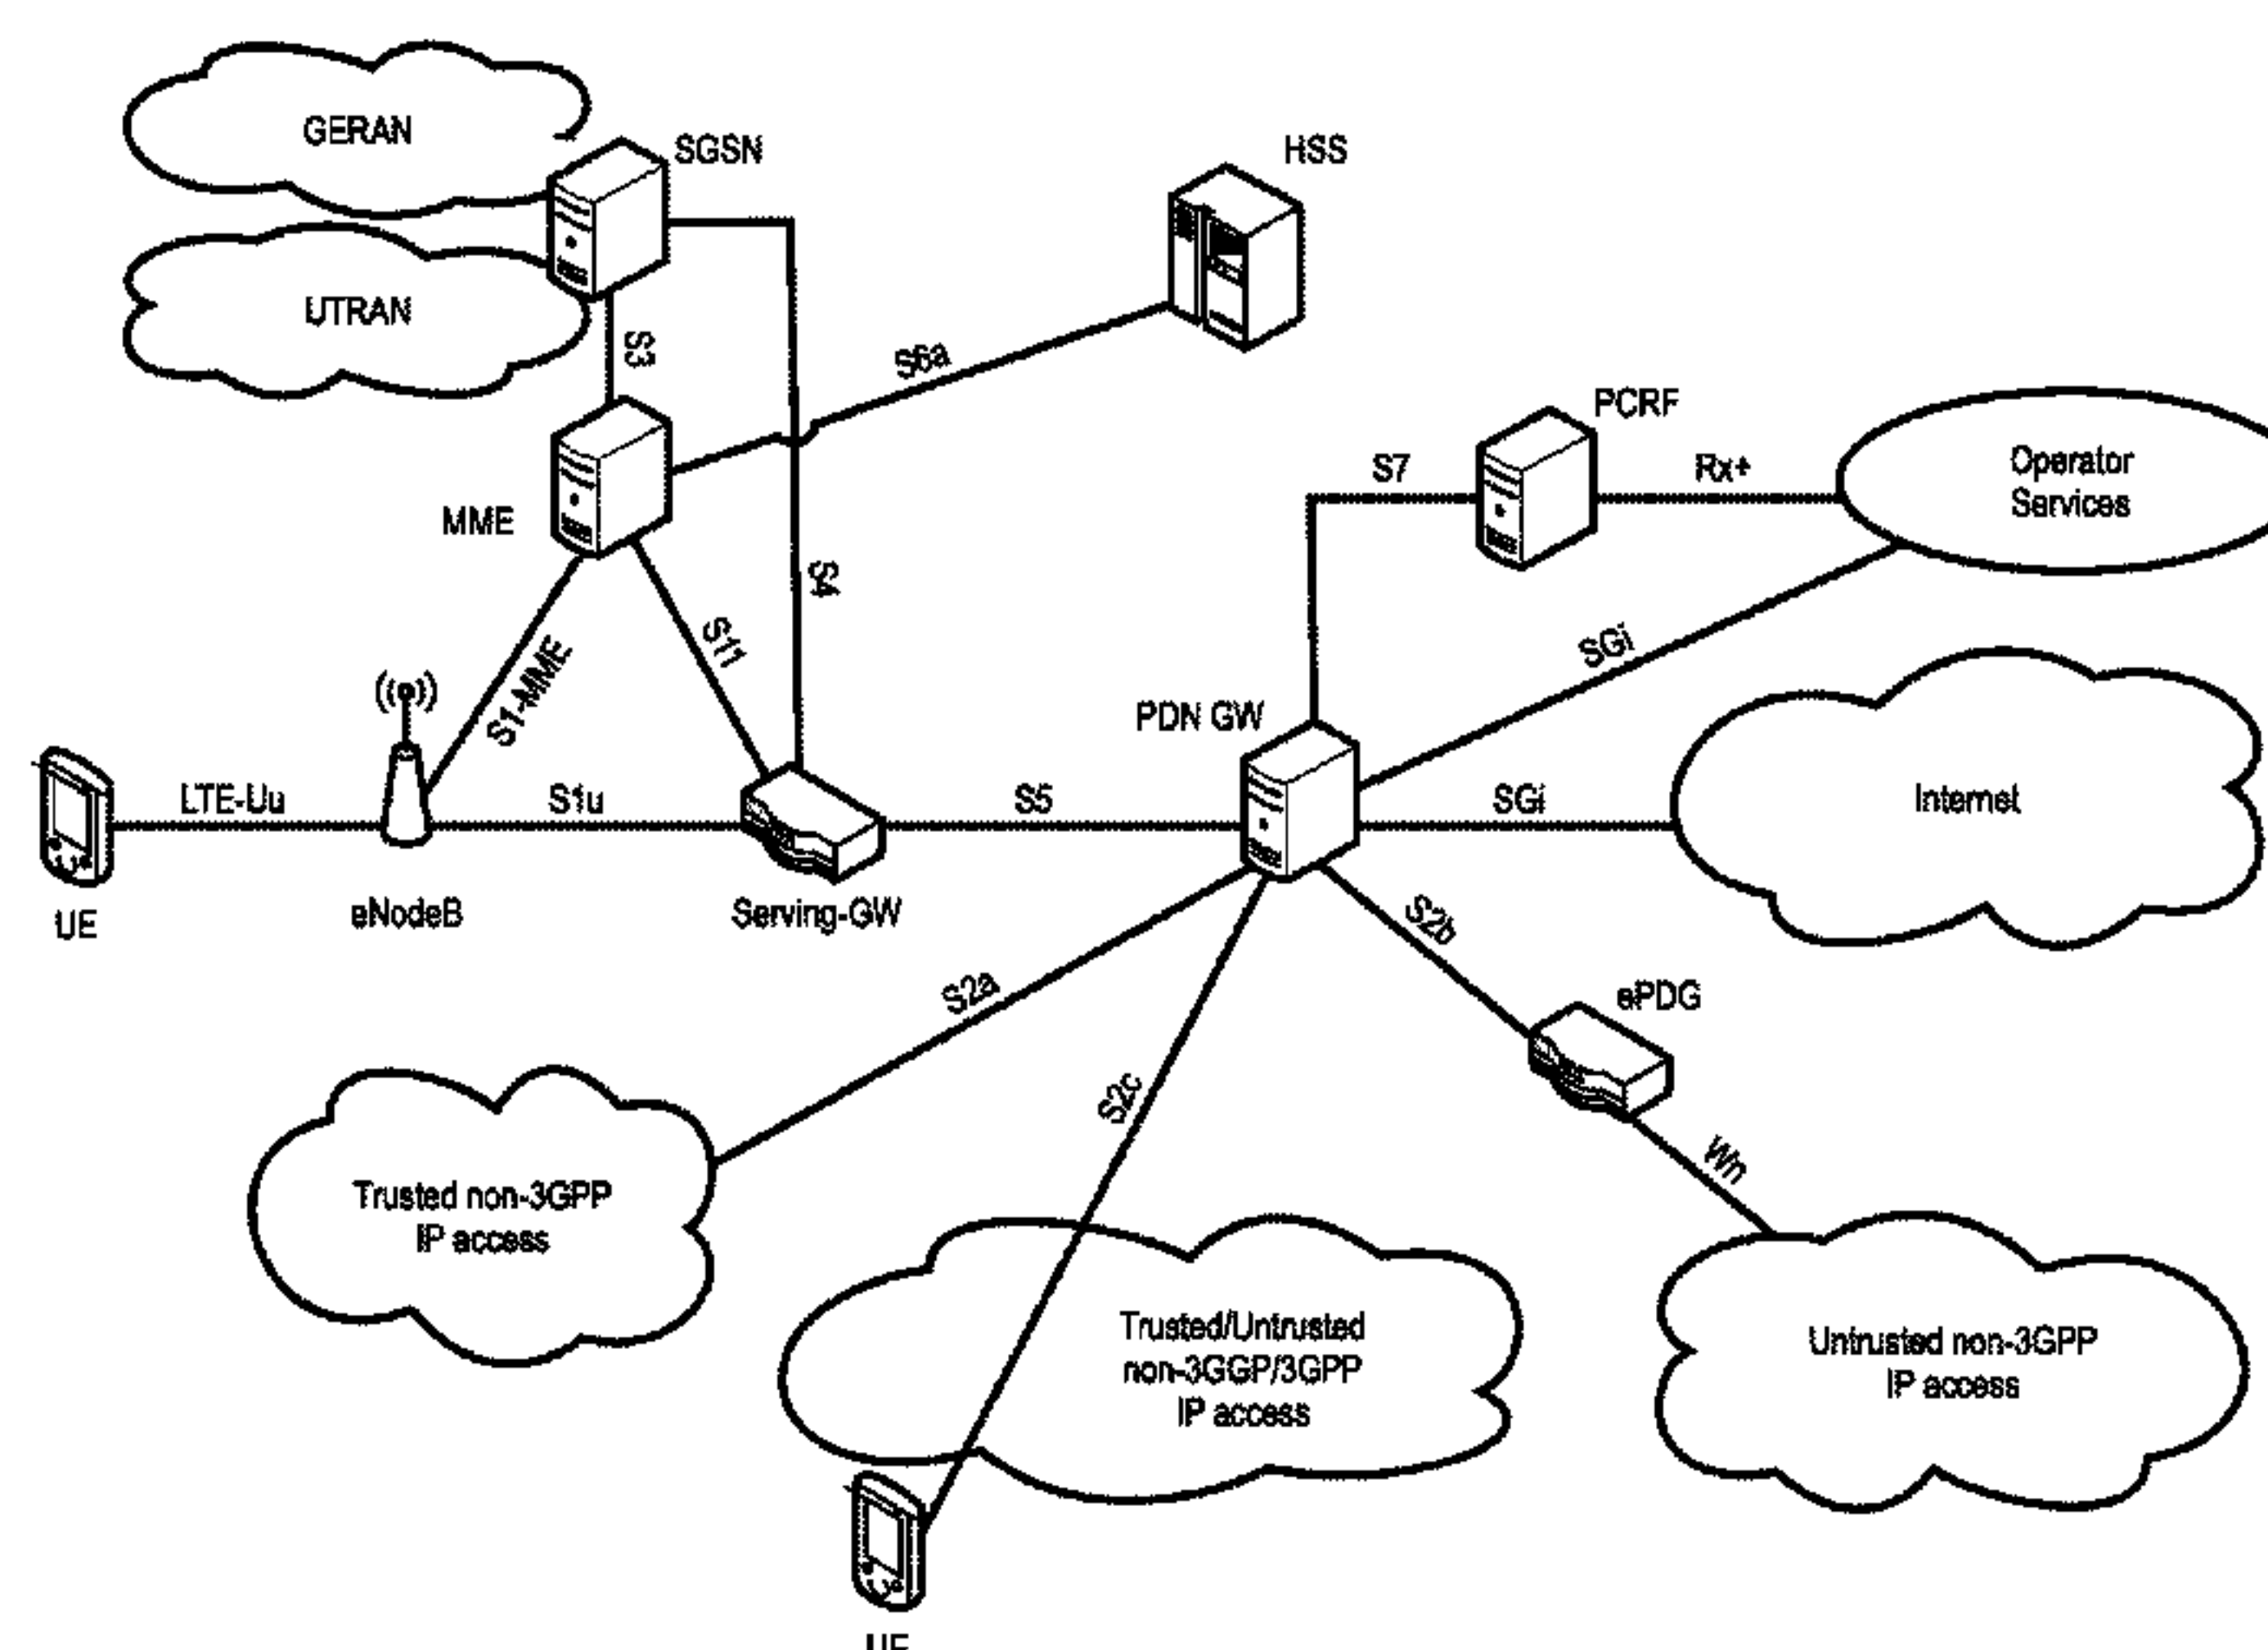 GERAN
SGSN
HSS
UTRAN
S3
S6a
PCRF
S7
Rx+
Operator
Services
MME
S4
S11
S1-MME
SGi
PDN GW
LTE-Uu
S1u
S5
SGi
Internet
UE
eNodeB
Serving-GW
S2b
S2a
ePDG
S2c
Wn
Trusted non-3GPP
IP access
Trusted/Untrusted
non-3GGP/3GPP
IP access
Untrusted non-3GPP
IP access
UE